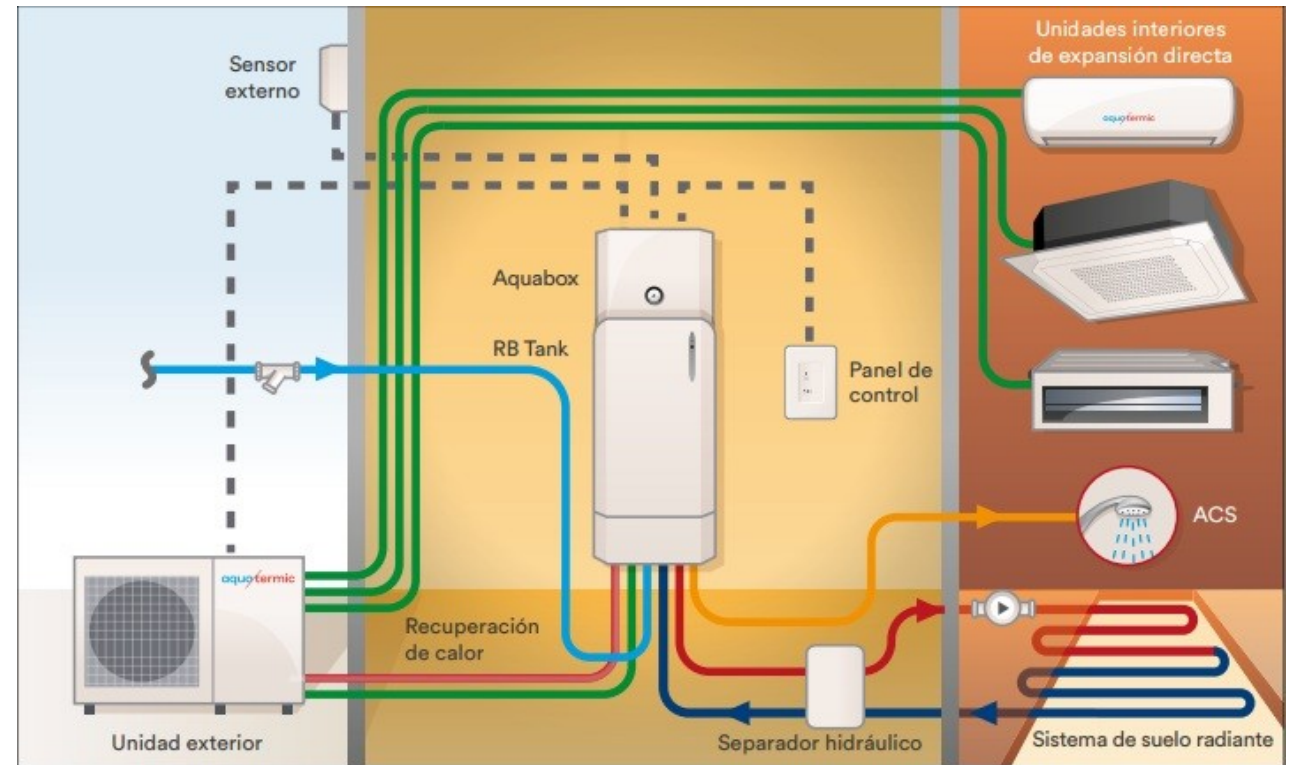 Unidades interiores
de expansión directa
Sensor
externo
aquatermic
Aquabox
RB Tank
Panel de
control
ACS
aquatermic
Recuperación
de calor
Unidad exterior
Separador hidráulico
Sistema de suelo radiante